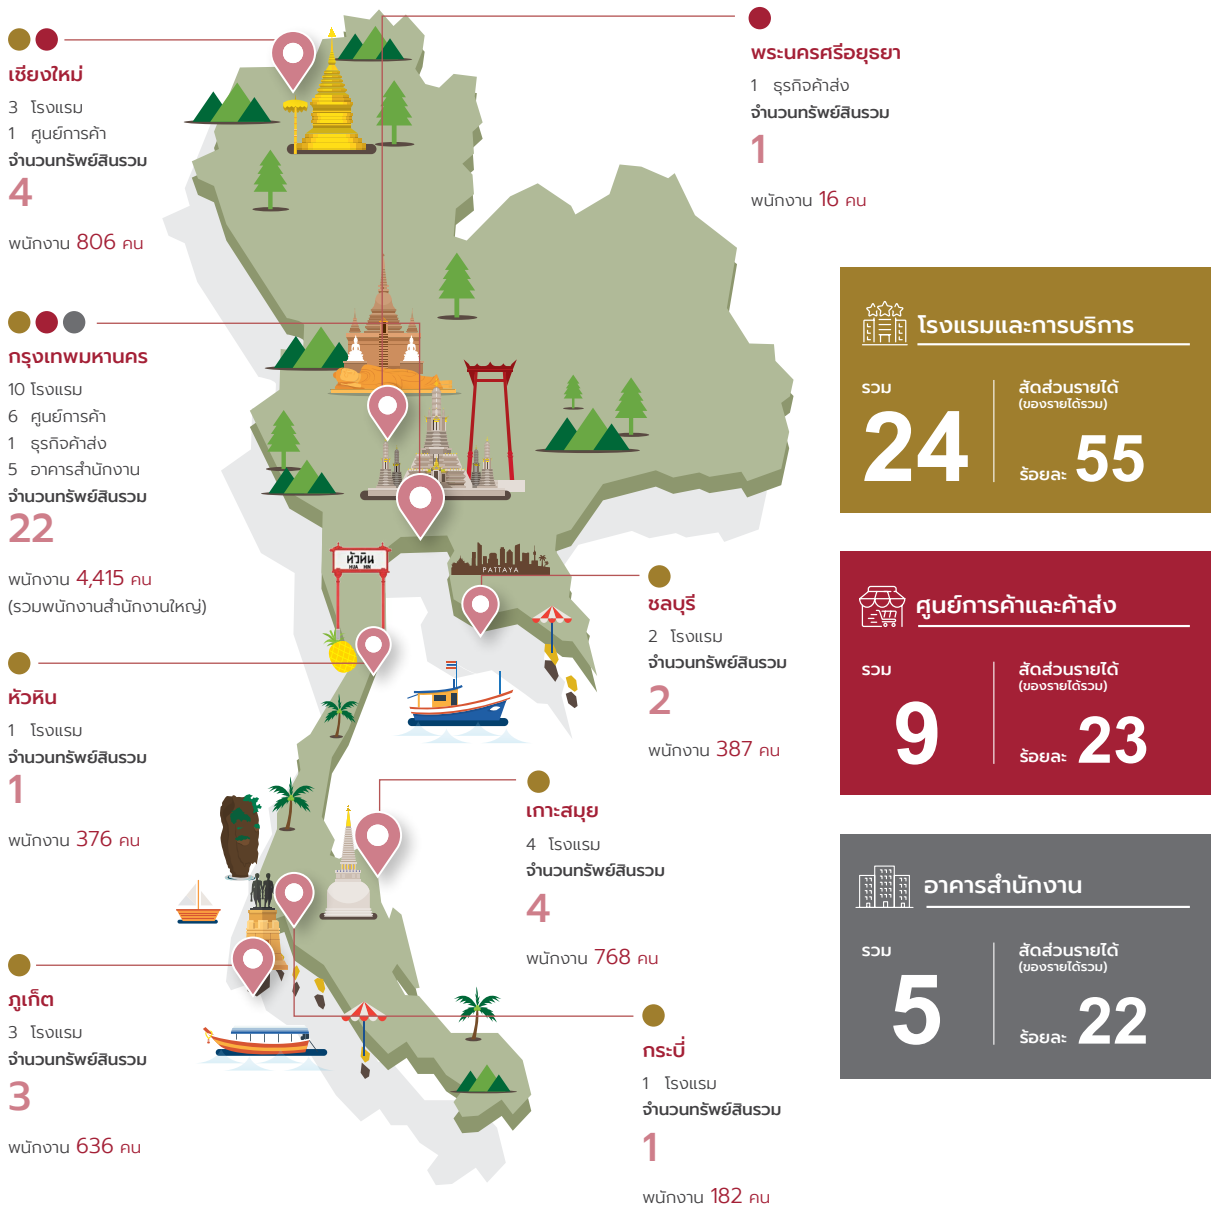 เชียงใหม่
3 โรงแรม
1 ศูนย์การค้า
จำนวนทรัพย์สินรวม
4
พนักงาน 806 คน
พระนครศรีอยุธยา
1 ธุรกิจค้าส่ง
จำนวนทรัพย์สินรวม
1
พนักงาน 16 คน
กรุงเทพมหานคร
10 โรงแรม
6 ศูนย์การค้า
1 ธุรกิจค้าส่ง
5 อาคารสำนักงาน
จำนวนทรัพย์สินรวม
22
พนักงาน 4,415 คน
(รวมพนักงานสำนักงานใหญ่)
หัวหิน
HUA HIN
PATTAYA
ชลบุรี
2 โรงแรม
จำนวนทรัพย์สินรวม
2
พนักงาน 387 คน
หัวหิน
1 โรงแรม
จำนวนทรัพย์สินรวม
1
พนักงาน 376 คน
เกาะสมุย
4 โรงแรม
จำนวนทรัพย์สินรวม
4
พนักงาน 768 คน
ภูเก็ต
3 โรงแรม
จำนวนทรัพย์สินรวม
3
พนักงาน 636 คน
กระบี่
1 โรงแรม
จำนวนทรัพย์สินรวม
1
พนักงาน 182 คน
โรงแรมและการบริการ
รวม
24
สัดส่วนรายได้
(ของรายได้รวม)
ร้อยละ 55
ศูนย์การค้าและค้าส่ง
รวม
9
สัดส่วนรายได้
(ของรายได้รวม)
ร้อยละ 23
อาคารสำนักงาน
รวม
5
สัดส่วนรายได้
(ของรายได้รวม)
ร้อยละ 22